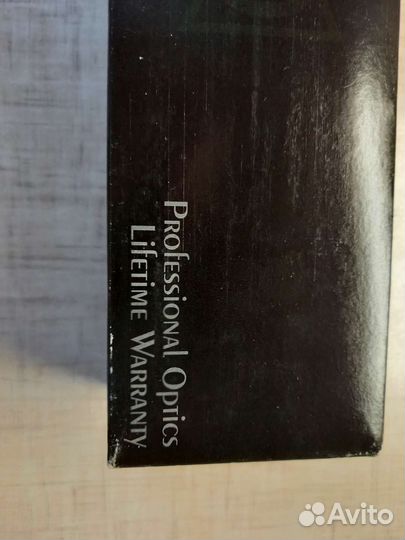 Professional Optics
Lifetime Warranty
Avito